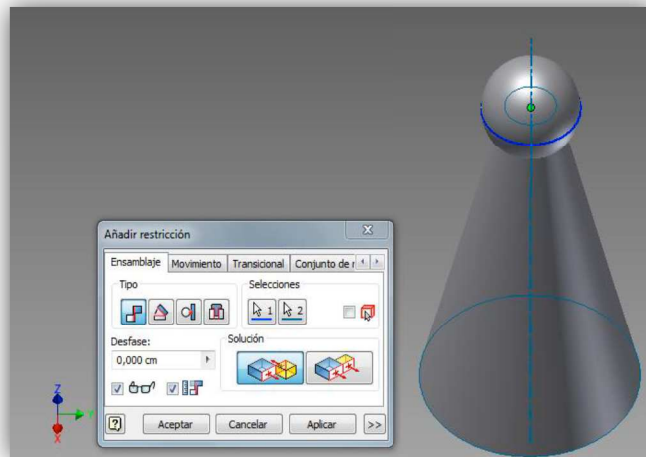 Añadir restricción
Ensamblaje Movimiento Transicional Conjunto de r
Tipo
Selecciones
1 2
Desfase:
Solución
0,000 cm
Aceptar Cancelar Aplicar >>
Z
Y
X